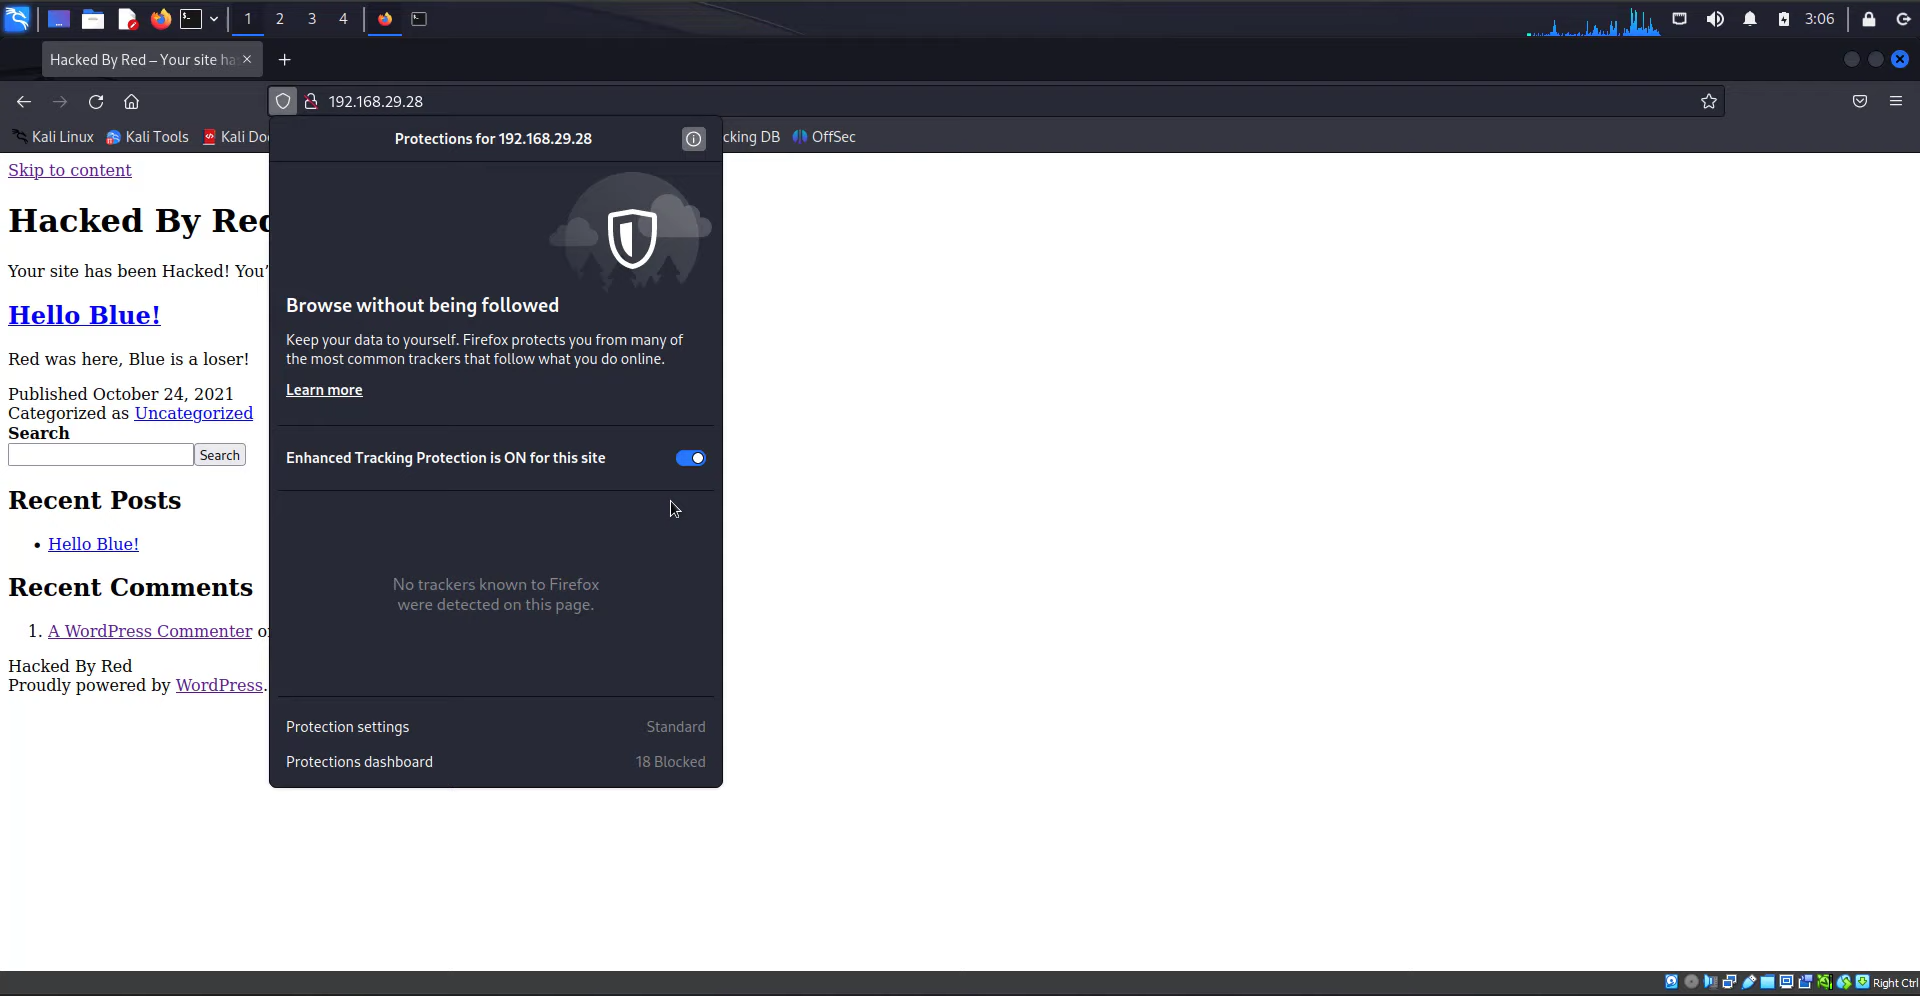 1 2 3 4
3:06
Hacked By Red – Your site ha
192.168.29.28
Kali Linux Kali Tools Kali Do cking DB OffSec
Protections for 192.168.29.28
Skip to content
Hacked By Red
Your site has been Hacked! You’
Hello Blue!
Red was here, Blue is a loser!
Published October 24, 2021
Categorized as Uncategorized
Search
Search
Recent Posts
• Hello Blue!
Recent Comments
1. A WordPress Commenter o
Hacked By Red
Proudly powered by WordPress.
Browse without being followed
Keep your data to yourself. Firefox protects you from many of
the most common trackers that follow what you do online.
Learn more
Enhanced Tracking Protection is ON for this site
No trackers known to Firefox
were detected on this page.
Protection settings Standard
Protections dashboard 18 Blocked
Right Ctrl